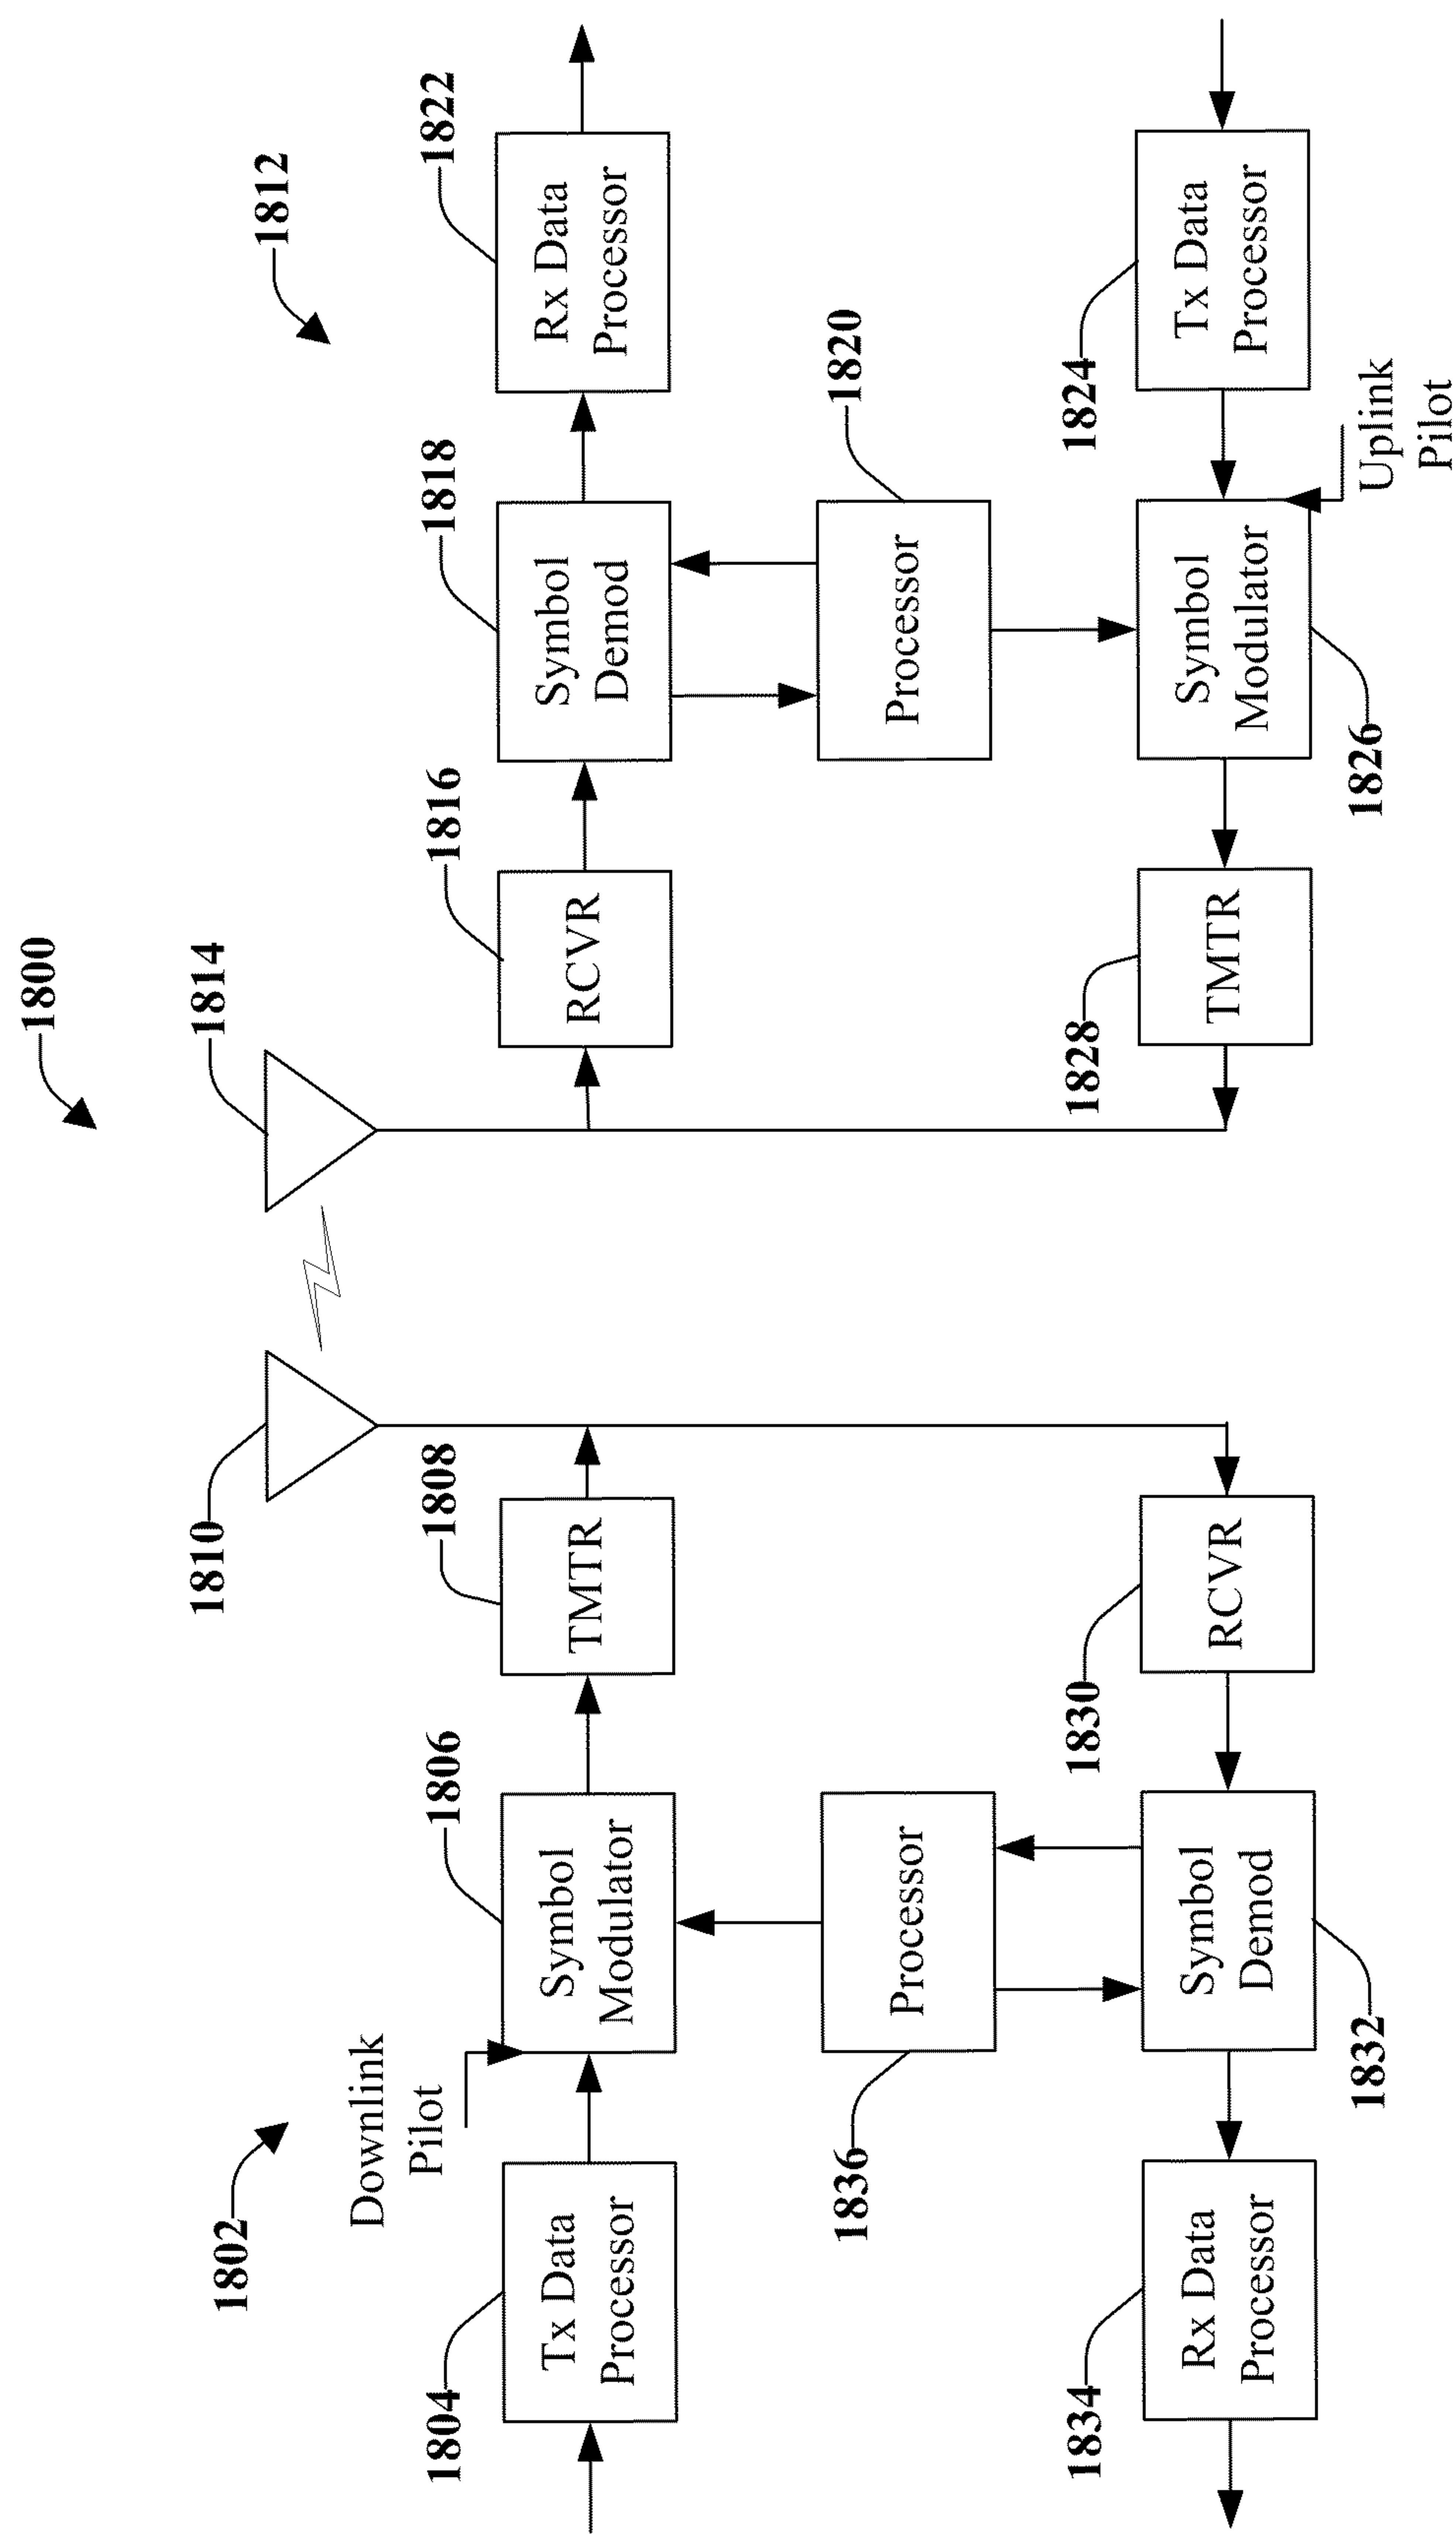 1800
1802
1810
1814
1812
Downlink
Pilot
1804
Tx Data
Processor
1806
Symbol
Modulator
1808
TMTR
1816
RCVR
1818
Symbol
Demod
1822
Rx Data
Processor
1836
Processor
1820
Processor
1834
Rx Data
Processor
1832
Symbol
Demod
1830
RCVR
1828
TMTR
1826
Symbol
Modulator
1824
Tx Data
Processor
Uplink
Pilot